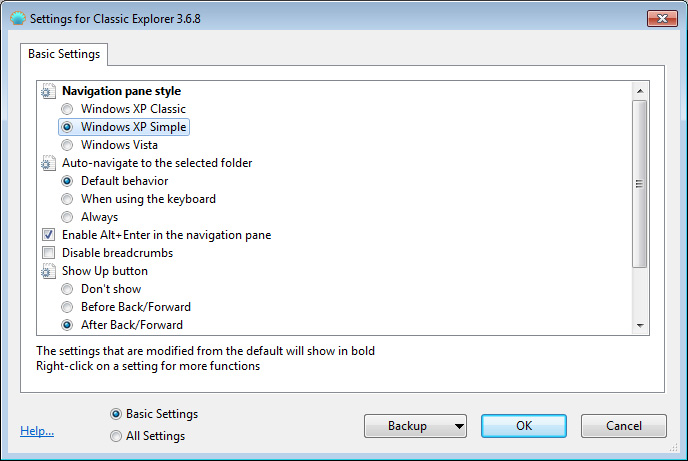 Settings for Classic Explorer 3.6.8
Basic Settings
Navigation pane style
Windows XP Classic
Windows XP Simple
Windows Vista
Auto-navigate to the selected folder
Default behavior
When using the keyboard
Always
Enable Alt+Enter in the navigation pane
Disable breadcrumbs
Show Up button
Don't show
Before Back/Forward
After Back/Forward
The settings that are modified from the default will show in bold
Right-click on a setting for more functions
Help...
Basic Settings
All Settings
Backup
OK
Cancel